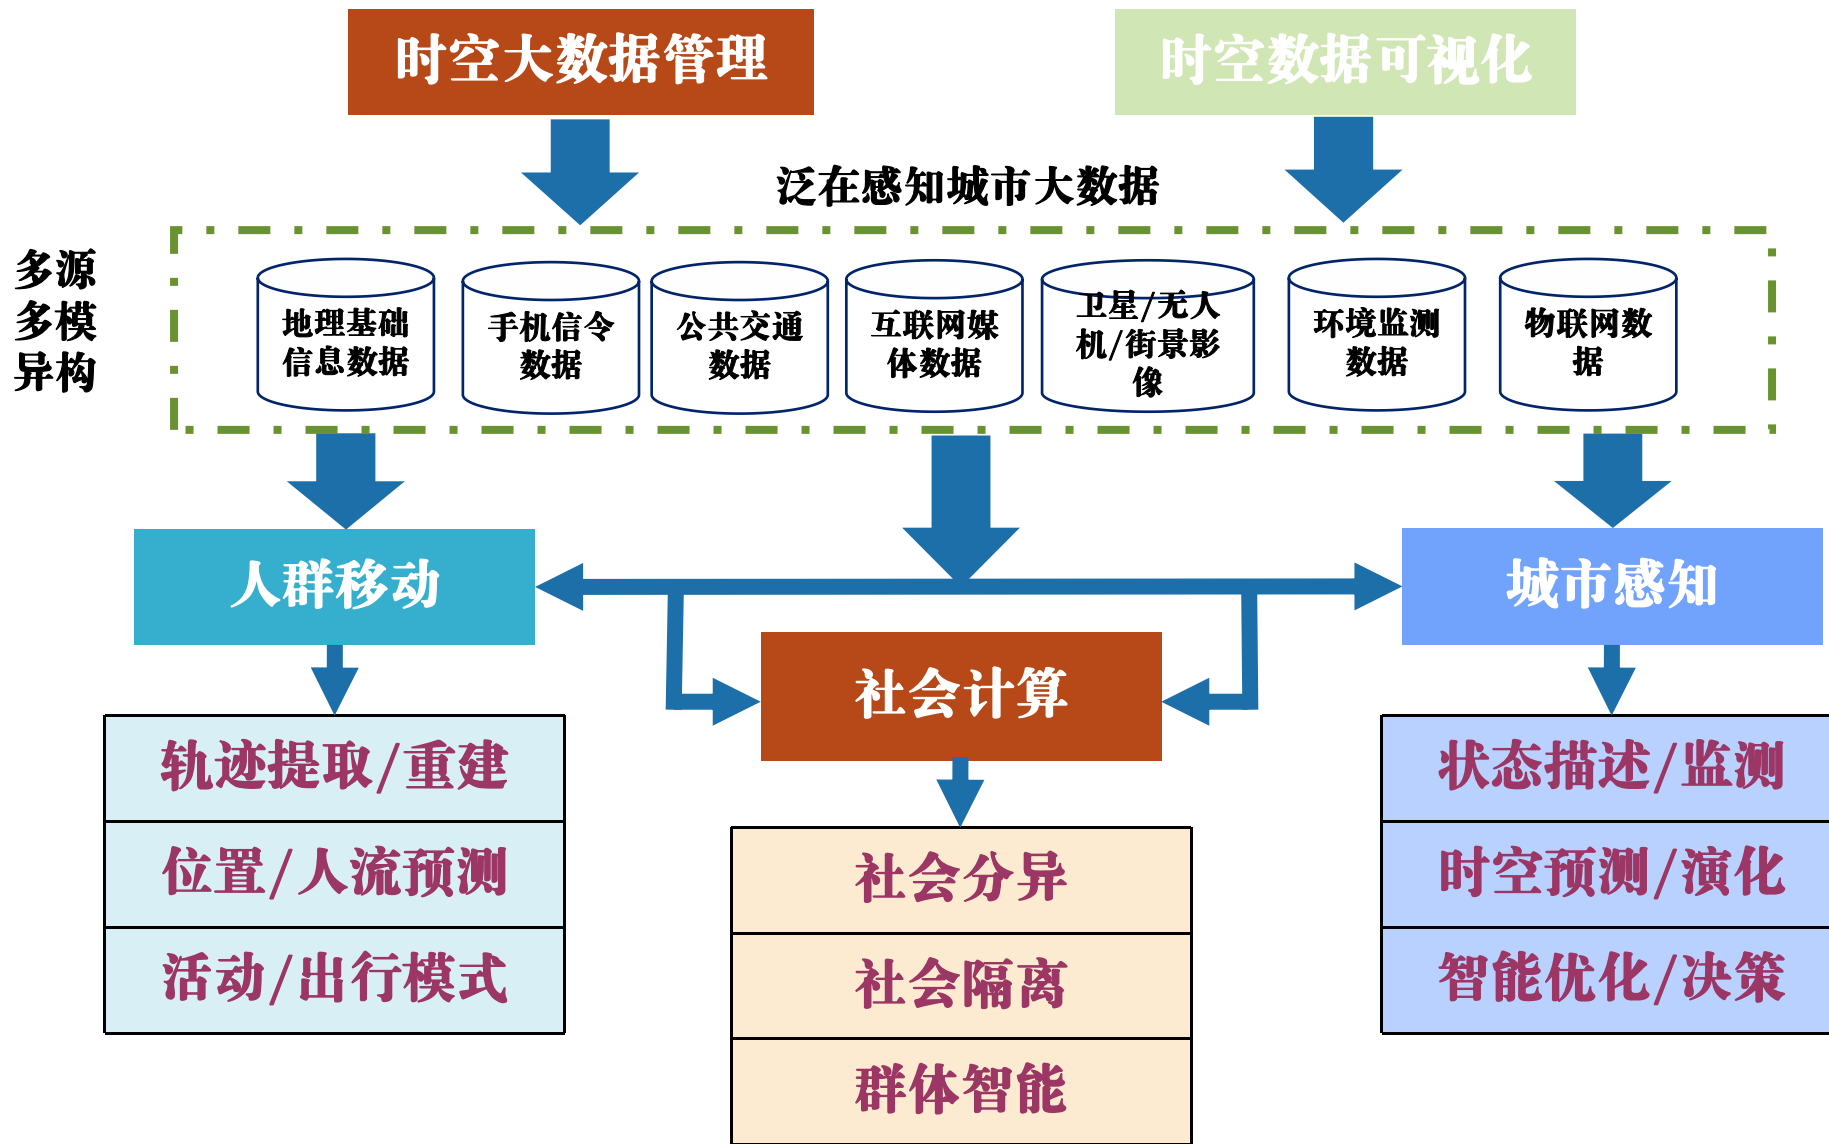 时空大数据管理
时空数据可视化
泛在感知城市大数据
多源
多模
异构
地理基础
信息数据
手机信令
数据
公共交通
数据
互联网媒
体数据
卫星/无人
机/街景影
像
环境监测
数据
物联网数
据
人群移动
城市感知
社会计算
轨迹提取/重建
位置/人流预测
活动/出行模式
社会分异
社会隔离
群体智能
状态描述/监测
时空预测/演化
智能优化/决策